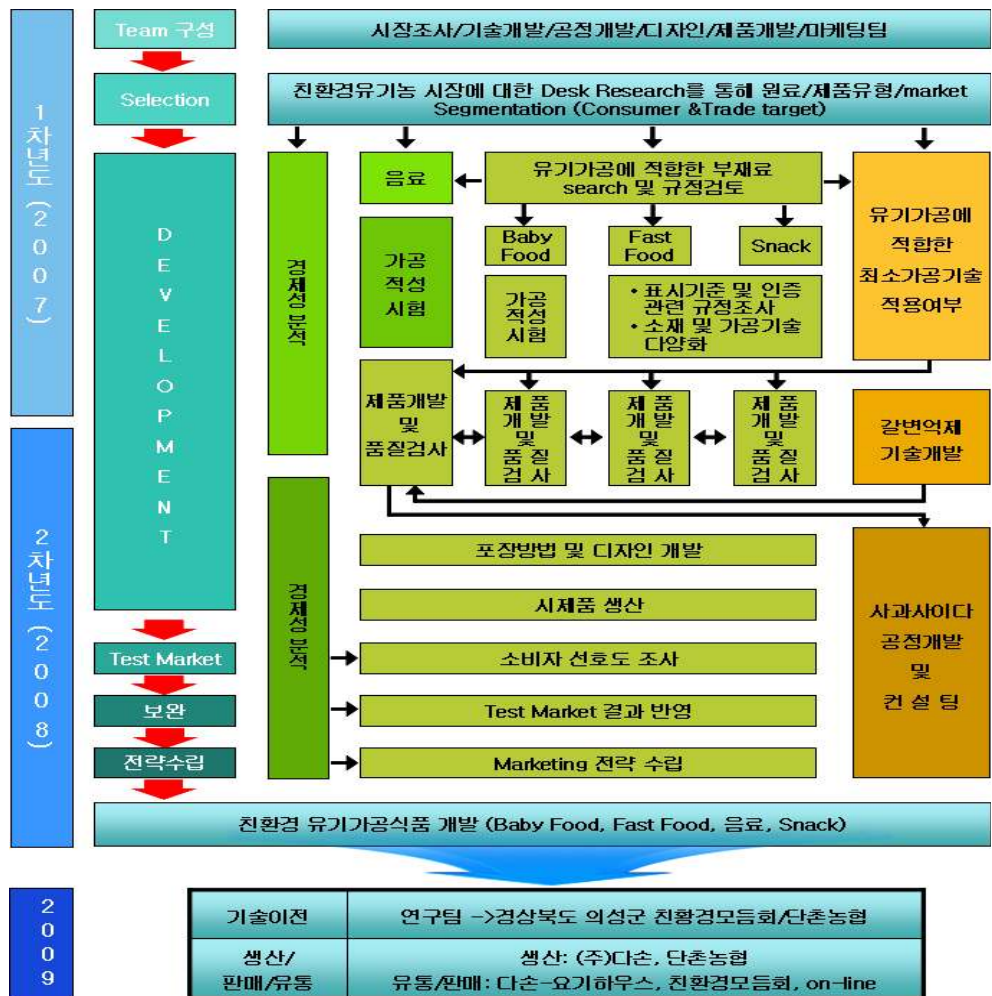 1차년도(2007)
Team 구성
시장조사/기술개발/공정개발/디자인/제품개발/마케팅팀
Selection
친환경유기농 시장에 대한 Desk Research를 통해 원료/제품유형/market
Segmentation (Consumer &Trade target)
DEVELOPMENT
경제성 분석
음료
유기가공에 적합한 부재료
search 및 규정검토
유기가공에
적합한
최소가공기술
적용여부
가공
적성
시험
Baby
Food
Fast
Food
Snack
가공
적성
시험
• 표시기준 및 인증
관련 규정조사
• 소재 및 가공기술
다양화
제품개발
및
품질검사
제 품
개 발
및
품 질
검 사
제 품
개 발
및
품 질
검 사
제 품
개 발
및
품 질
검 사
갈변억제
기술개발
2차년도(2008)
경제성 분석
포장방법 및 디자인 개발
시제품 생산
사과사이다
공정개발
및
컨 설 팅
Test Market
소비자 선호도 조사
보완
Test Market 결과 반영
전략수립
Marketing 전략 수립
친환경 유기가공식품 개발 (Baby Food, Fast Food, 음료, Snack)
2009
기술이전
연구팀 ->경상북도 의성군 친환경모듬회/단촌농협
생산/
판매/유통
생산: (주)다손, 단촌농협
유통/판매: 다손-요기하우스, 친환경모듬회, on-line